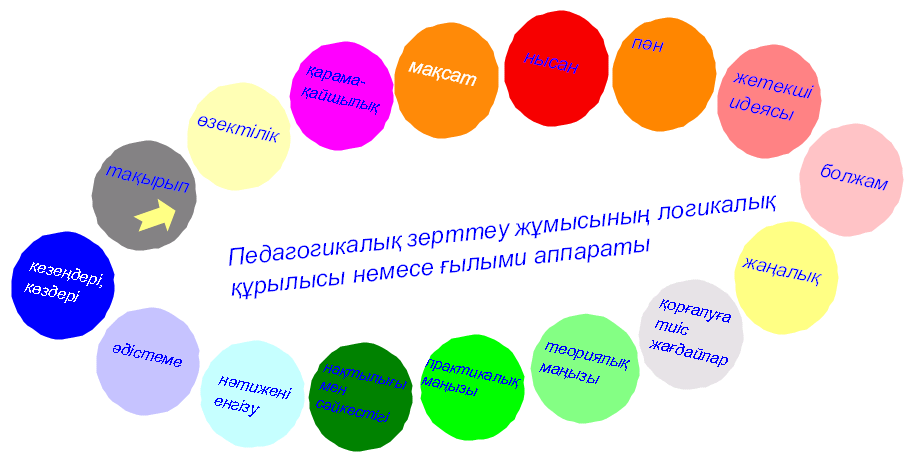 тақырып
өзектілік
қарама-
қайшылық
мақсат
нысан
пән
жетекші
идеясы
болжам
жаңалық
қорғалуға
тиіс
жағдайлар
теориялық
маңызы
практикалық
маңызы
нақтылығы
мен
сәйкестігі
нәтижені
енгізу
әдістеме
кезеңдері,
көздері
Педагогикалық зерттеу жұмысының логикалық
құрылысы немесе ғылыми аппараты